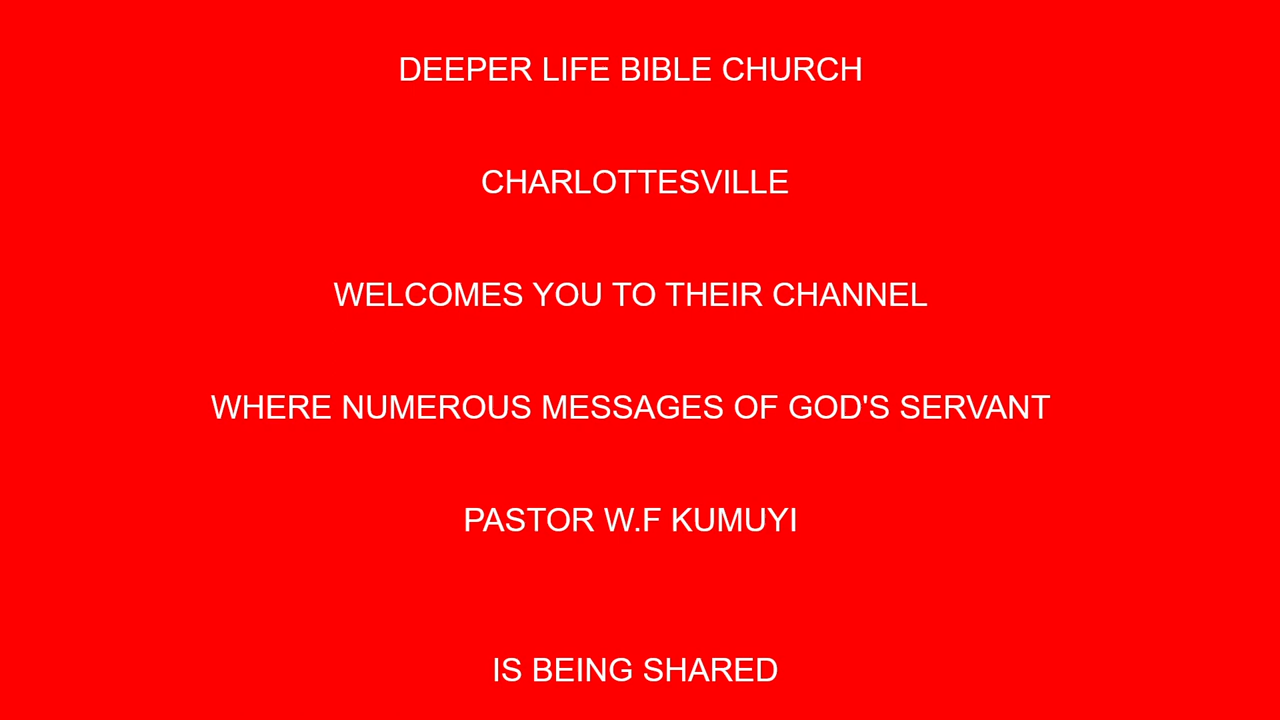 DEEPER LIFE BIBLE CHURCH
CHARLOTTESVILLE
WELCOMES YOU TO THEIR CHANNEL
WHERE NUMEROUS MESSAGES OF GOD'S SERVANT
PASTOR W.F KUMUYI
IS BEING SHARED